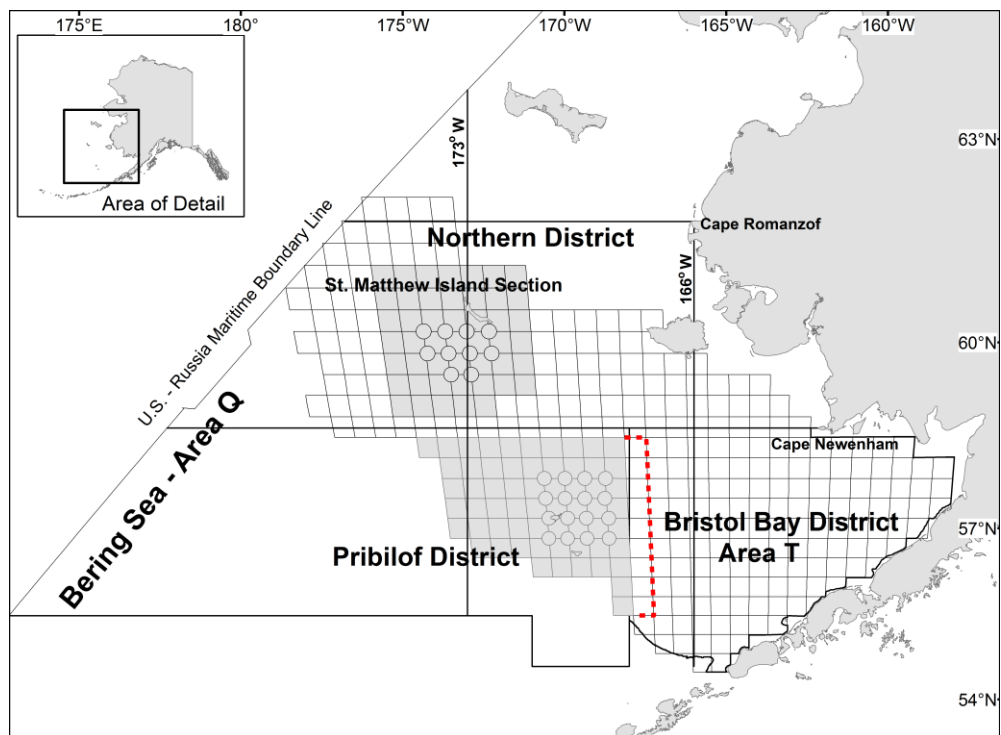 175°E
180°
175°W
170°W
165°W
160°W
Area of Detail
63°N
173° W
U.S. - Russia Maritime Boundary Line
Cape Romanzof
Northern District
166° W
St. Matthew Island Section
60°N
Bering Sea - Area Q
Cape Newenham
Bristol Bay District
Area T
57°N
Pribilof District
54°N